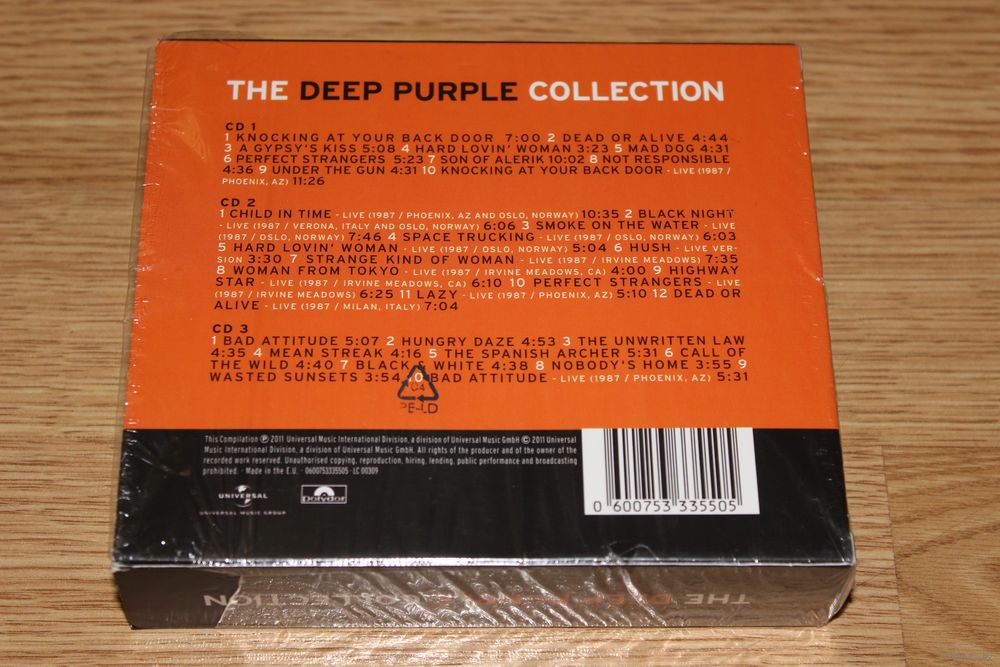 THE DEEP PURPLE COLLECTION
CD 1
1 KNOCKING AT YOUR BACK DOOR 7:00 2 DEAD OR ALIVE 4:44
3 A GYPSY'S KISS 5:08 4 HARD LOVIN' WOMAN 3:23 5 MAD DOG 4:31
6 PERFECT STRANGERS 5:23 7 SON OF ALERIK 10:02 8 NOT RESPONSIBLE
4:36 9 UNDER THE GUN 4:31 10 KNOCKING AT YOUR BACK DOOR - LIVE (1987 /
PHOENIX, AZ) 11:26
CD 2
1 CHILD IN TIME - LIVE (1987 / PHOENIX, AZ AND OSLO, NORWAY) 10:35 2 BLACK NIGHT
- LIVE (1987 / VERONA, ITALY AND OSLO, NORWAY) 6:06 3 SMOKE ON THE WATER - LIVE
(1987 / OSLO, NORWAY) 7:46 4 SPACE TRUCKING - LIVE (1987 / OSLO, NORWAY) 6:03
5 HARD LOVIN' WOMAN - LIVE (1987 / OSLO, NORWAY) 5:04 6 HUSH - LIVE VER-
SION 3:30 7 STRANGE KIND OF WOMAN - LIVE (1987 / IRVINE MEADOWS) 7:35
8 WOMAN FROM TOKYO - LIVE (1987 / IRVINE MEADOWS, CA) 4:00 9 HIGHWAY
STAR - LIVE (1987 / IRVINE MEADOWS, CA) 6:10 10 PERFECT STRANGERS - LIVE
(1987 / IRVINE MEADOWS) 6:25 11 LAZY - LIVE (1987 / PHOENIX, AZ) 5:10 12 DEAD OR
ALIVE - LIVE (1987 / MILAN, ITALY) 7:04
CD 3
1 BAD ATTITUDE 5:07 2 HUNGRY DAZE 4:53 3 THE UNWRITTEN LAW
4:35 4 MEAN STREAK 4:16 5 THE SPANISH ARCHER 5:31 6 CALL OF
THE WILD 4:40 7 BLACK & WHITE 4:38 8 NOBODY'S HOME 3:55 9
WASTED SUNSETS 3:54 10 BAD ATTITUDE - LIVE (1987 / PHOENIX, AZ) 5:31
This Compilation ℗ 2011 Universal Music International Division, a division of Universal Music GmbH © 2011 Universal
Music International Division, a division of Universal Music GmbH. All rights of the producer and of the owner of the
recorded work reserved. Unauthorised copying, reproduction, hiring, lending, public performance and broadcasting
prohibited. · Made in the E.U. · 0600753335505 · LC 00309
UNIVERSAL
UNIVERSAL MUSIC GROUP
Polydor
0 600753 335505
THE DEEP PURPLE COLLECTION